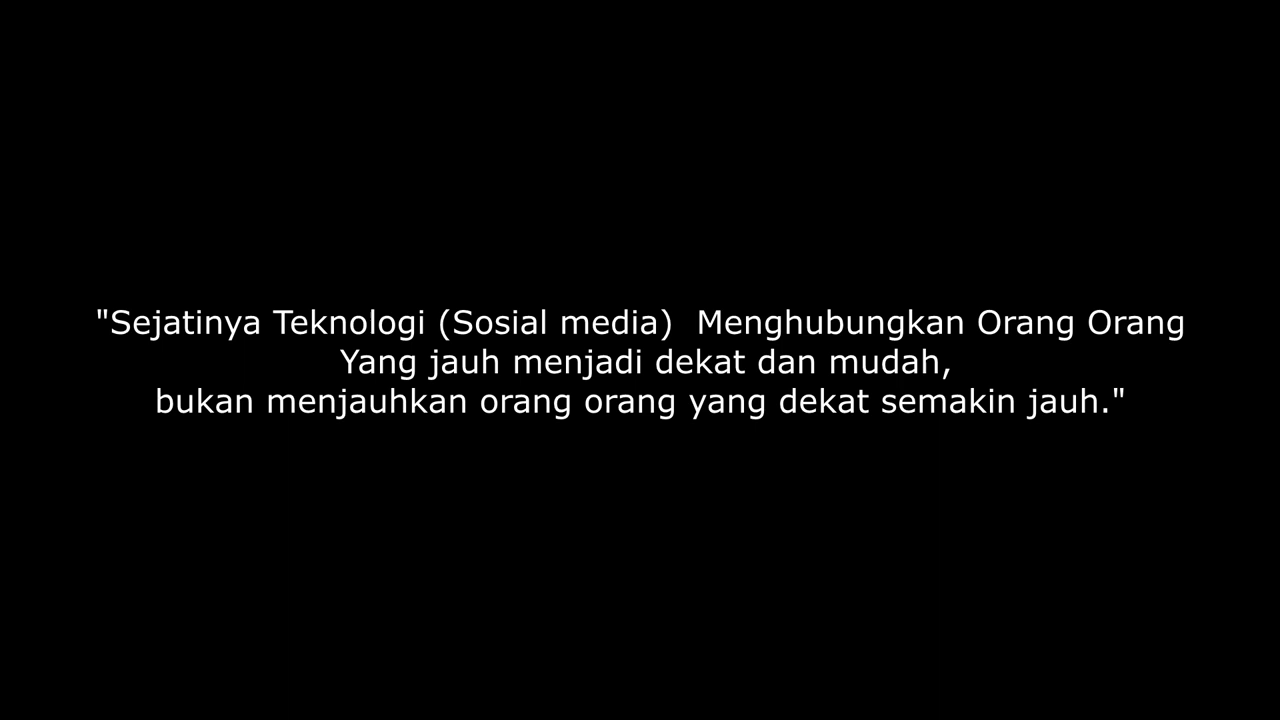 "Sejatinya Teknologi (Sosial media)  Menghubungkan Orang Orang
Yang jauh menjadi dekat dan mudah,
bukan menjauhkan orang orang yang dekat semakin jauh."